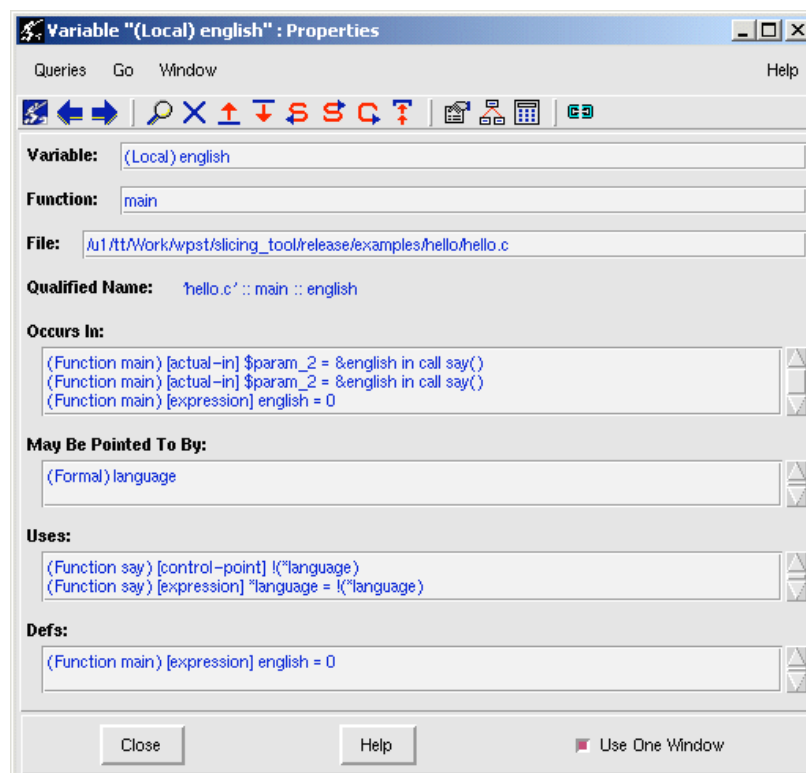 Variable "(Local) english" : Properties
Queries Go Window Help
Variable: (Local) english
Function: main
File: /u1/tt/Work/wpst/slicing_tool/release/examples/hello/hello.c
Qualified Name: 'hello.c' :: main :: english
Occurs In:
(Function main) [actual-in] $param_2 = &english in call say()
(Function main) [actual-in] $param_2 = &english in call say()
(Function main) [expression] english = 0
May Be Pointed To By:
(Formal) language
Uses:
(Function say) [control-point] !(*language)
(Function say) [expression] *language = !(*language)
Defs:
(Function main) [expression] english = 0
Close Help Use One Window